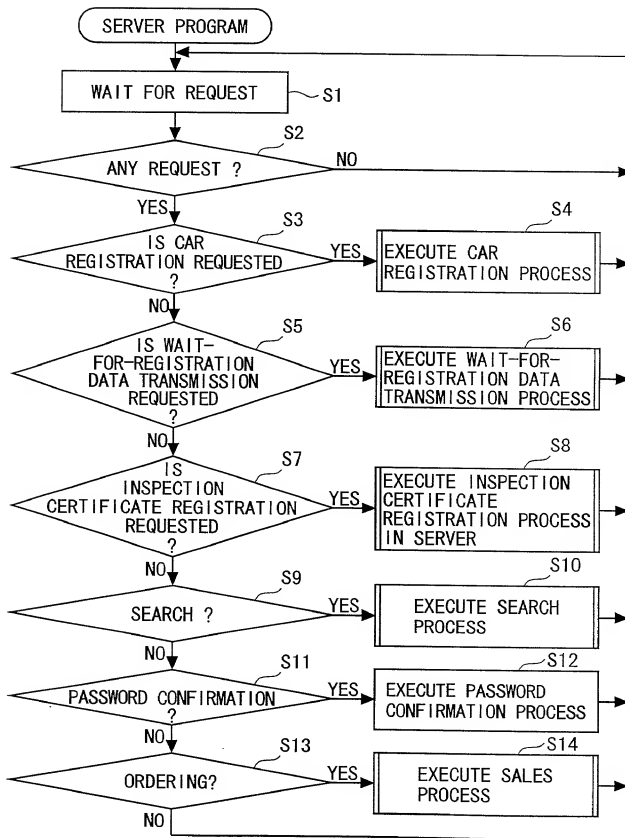 SERVER PROGRAM
WAIT FOR REQUEST
S1
S2
ANY REQUEST ?
NO
YES
S3
IS CAR
REGISTRATION REQUESTED
?
YES
S4
EXECUTE CAR
REGISTRATION PROCESS
NO
S5
IS WAIT-
FOR-REGISTRATION
DATA TRANSMISSION
REQUESTED
?
YES
S6
EXECUTE WAIT-FOR-
REGISTRATION DATA
TRANSMISSION PROCESS
NO
S7
IS
INSPECTION
CERTIFICATE REGISTRATION
REQUESTED
?
YES
S8
EXECUTE INSPECTION
CERTIFICATE
REGISTRATION PROCESS
IN SERVER
NO
S9
SEARCH ?
YES
S10
EXECUTE SEARCH
PROCESS
NO
S11
PASSWORD CONFIRMATION
?
YES
S12
EXECUTE PASSWORD
CONFIRMATION PROCESS
NO
S13
ORDERING?
YES
S14
EXECUTE SALES
PROCESS
NO